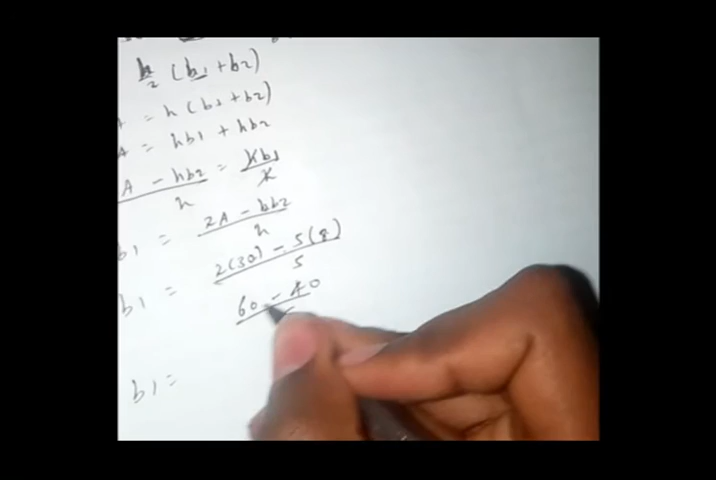 h/2 (b1 + b2)
= h (b1 + b2)
A = hb1 + hb2
A - hb2 / h = hb1 / h
b1 = 2A - hb2 / h
b1 = 2(30) - 5(8) / 5
60 - 40
b1 =